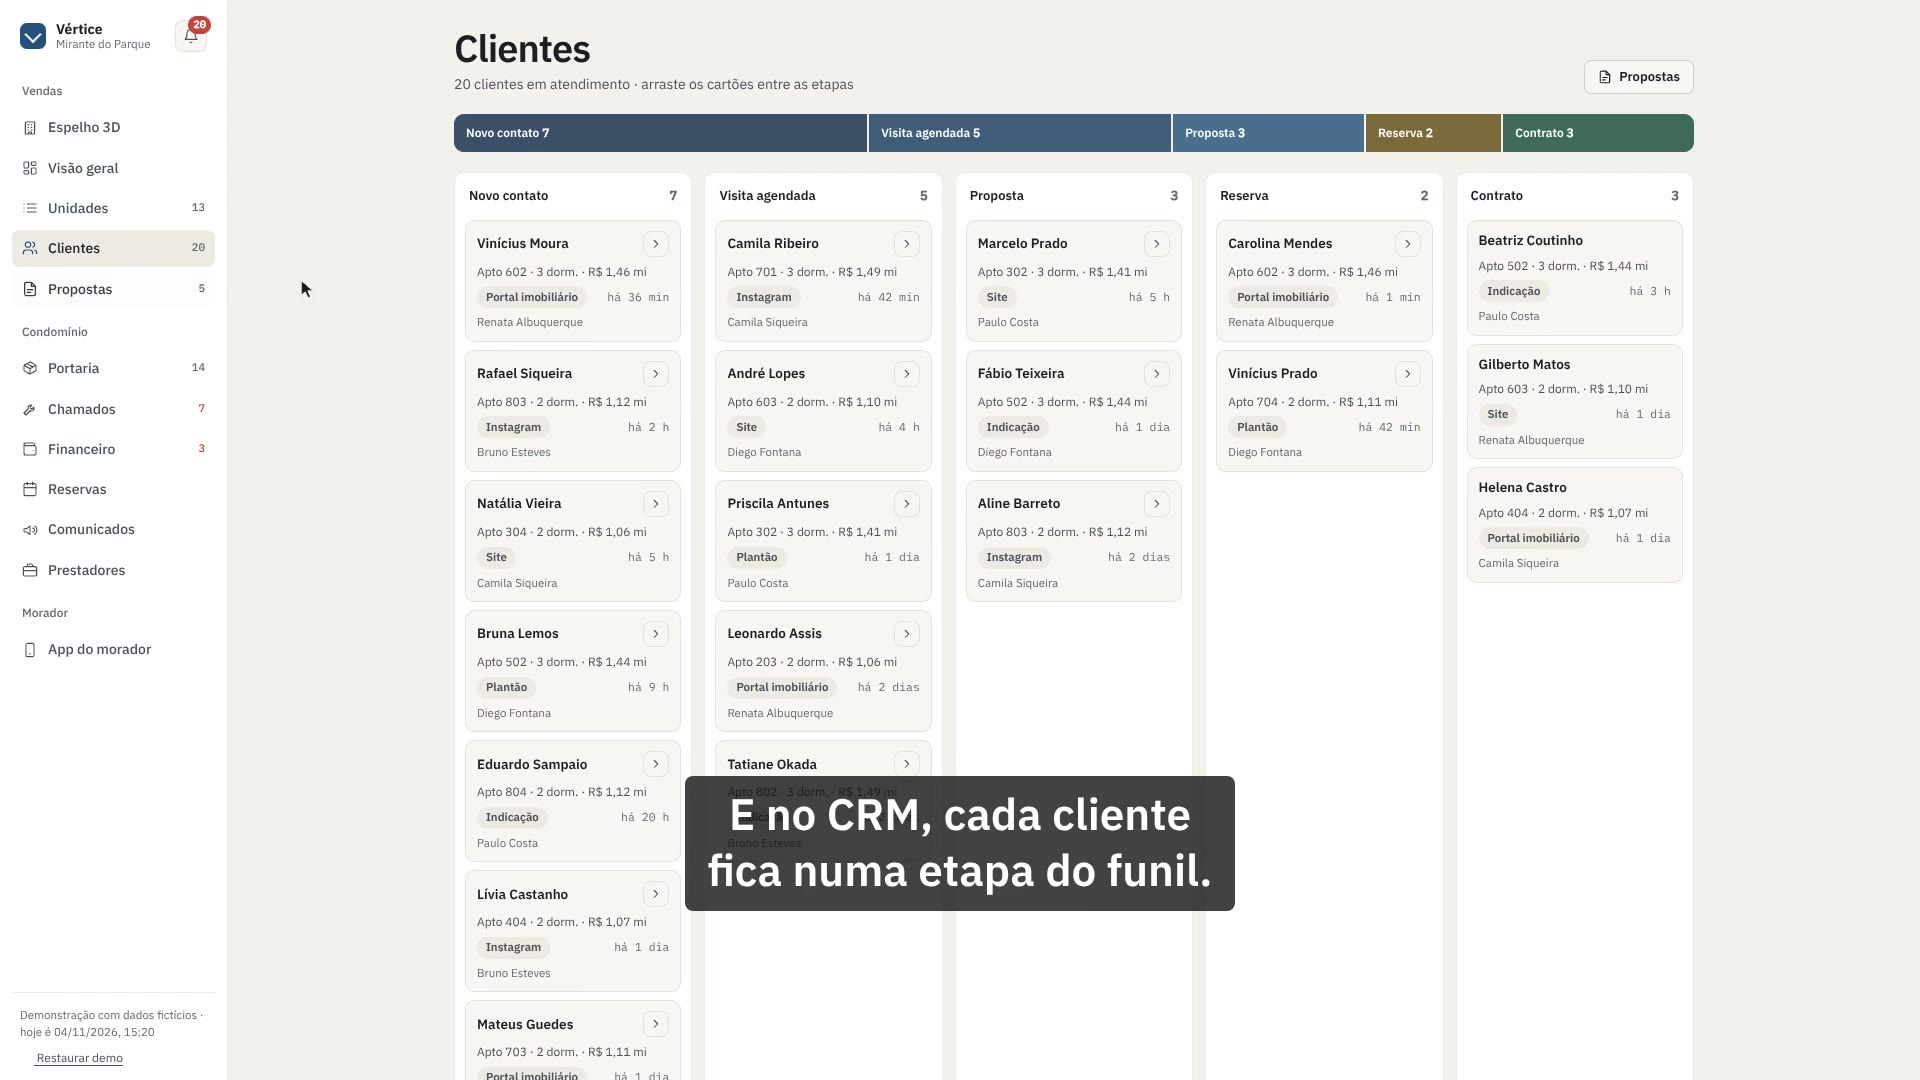 Vértice
Mirante do Parque
20
Vendas
Espelho 3D
Visão geral
Unidades 13
Clientes 20
Propostas 5
Condomínio
Portaria 14
Chamados 7
Financeiro 3
Reservas
Comunicados
Prestadores
Morador
App do morador
Demonstração com dados fictícios ·
hoje é 04/11/2026, 15:20
Restaurar demo
Clientes
20 clientes em atendimento · arraste os cartões entre as etapas
Propostas
Novo contato 7
Visita agendada 5
Proposta 3
Reserva 2
Contrato 3
Novo contato 7
Vinícius Moura
Apto 602 · 3 dorm. · R$ 1,46 mi
Portal imobiliário há 36 min
Renata Albuquerque
Rafael Siqueira
Apto 803 · 2 dorm. · R$ 1,12 mi
Instagram há 2 h
Bruno Esteves
Natália Vieira
Apto 304 · 2 dorm. · R$ 1,06 mi
Site há 5 h
Camila Siqueira
Bruna Lemos
Apto 502 · 3 dorm. · R$ 1,44 mi
Plantão há 9 h
Diego Fontana
Eduardo Sampaio
Apto 804 · 2 dorm. · R$ 1,12 mi
Indicação há 20 h
Paulo Costa
Lívia Castanho
Apto 404 · 2 dorm. · R$ 1,07 mi
Instagram há 1 dia
Bruno Esteves
Mateus Guedes
Apto 703 · 2 dorm. · R$ 1,11 mi
Portal imobiliário há 1 dia
Visita agendada 5
Camila Ribeiro
Apto 701 · 3 dorm. · R$ 1,49 mi
Instagram há 42 min
Camila Siqueira
André Lopes
Apto 603 · 2 dorm. · R$ 1,10 mi
Site há 4 h
Diego Fontana
Priscila Antunes
Apto 302 · 3 dorm. · R$ 1,41 mi
Plantão há 1 dia
Paulo Costa
Leonardo Assis
Apto 203 · 2 dorm. · R$ 1,06 mi
Portal imobiliário há 2 dias
Renata Albuquerque
Tatiane Okada
Apto 802 · 3 dorm. · R$ 1,49 mi
Bruno Esteves
Proposta 3
Marcelo Prado
Apto 302 · 3 dorm. · R$ 1,41 mi
Site há 5 h
Paulo Costa
Fábio Teixeira
Apto 502 · 3 dorm. · R$ 1,44 mi
Indicação há 1 dia
Diego Fontana
Aline Barreto
Apto 803 · 2 dorm. · R$ 1,12 mi
Instagram há 2 dias
Camila Siqueira
Reserva 2
Carolina Mendes
Apto 602 · 3 dorm. · R$ 1,46 mi
Portal imobiliário há 1 min
Renata Albuquerque
Vinícius Prado
Apto 704 · 2 dorm. · R$ 1,11 mi
Plantão há 42 min
Diego Fontana
Contrato 3
Beatriz Coutinho
Apto 502 · 3 dorm. · R$ 1,44 mi
Indicação há 3 h
Paulo Costa
Gilberto Matos
Apto 603 · 2 dorm. · R$ 1,10 mi
Site há 1 dia
Renata Albuquerque
Helena Castro
Apto 404 · 2 dorm. · R$ 1,07 mi
Portal imobiliário há 1 dia
Camila Siqueira
E no CRM, cada cliente
fica numa etapa do funil.